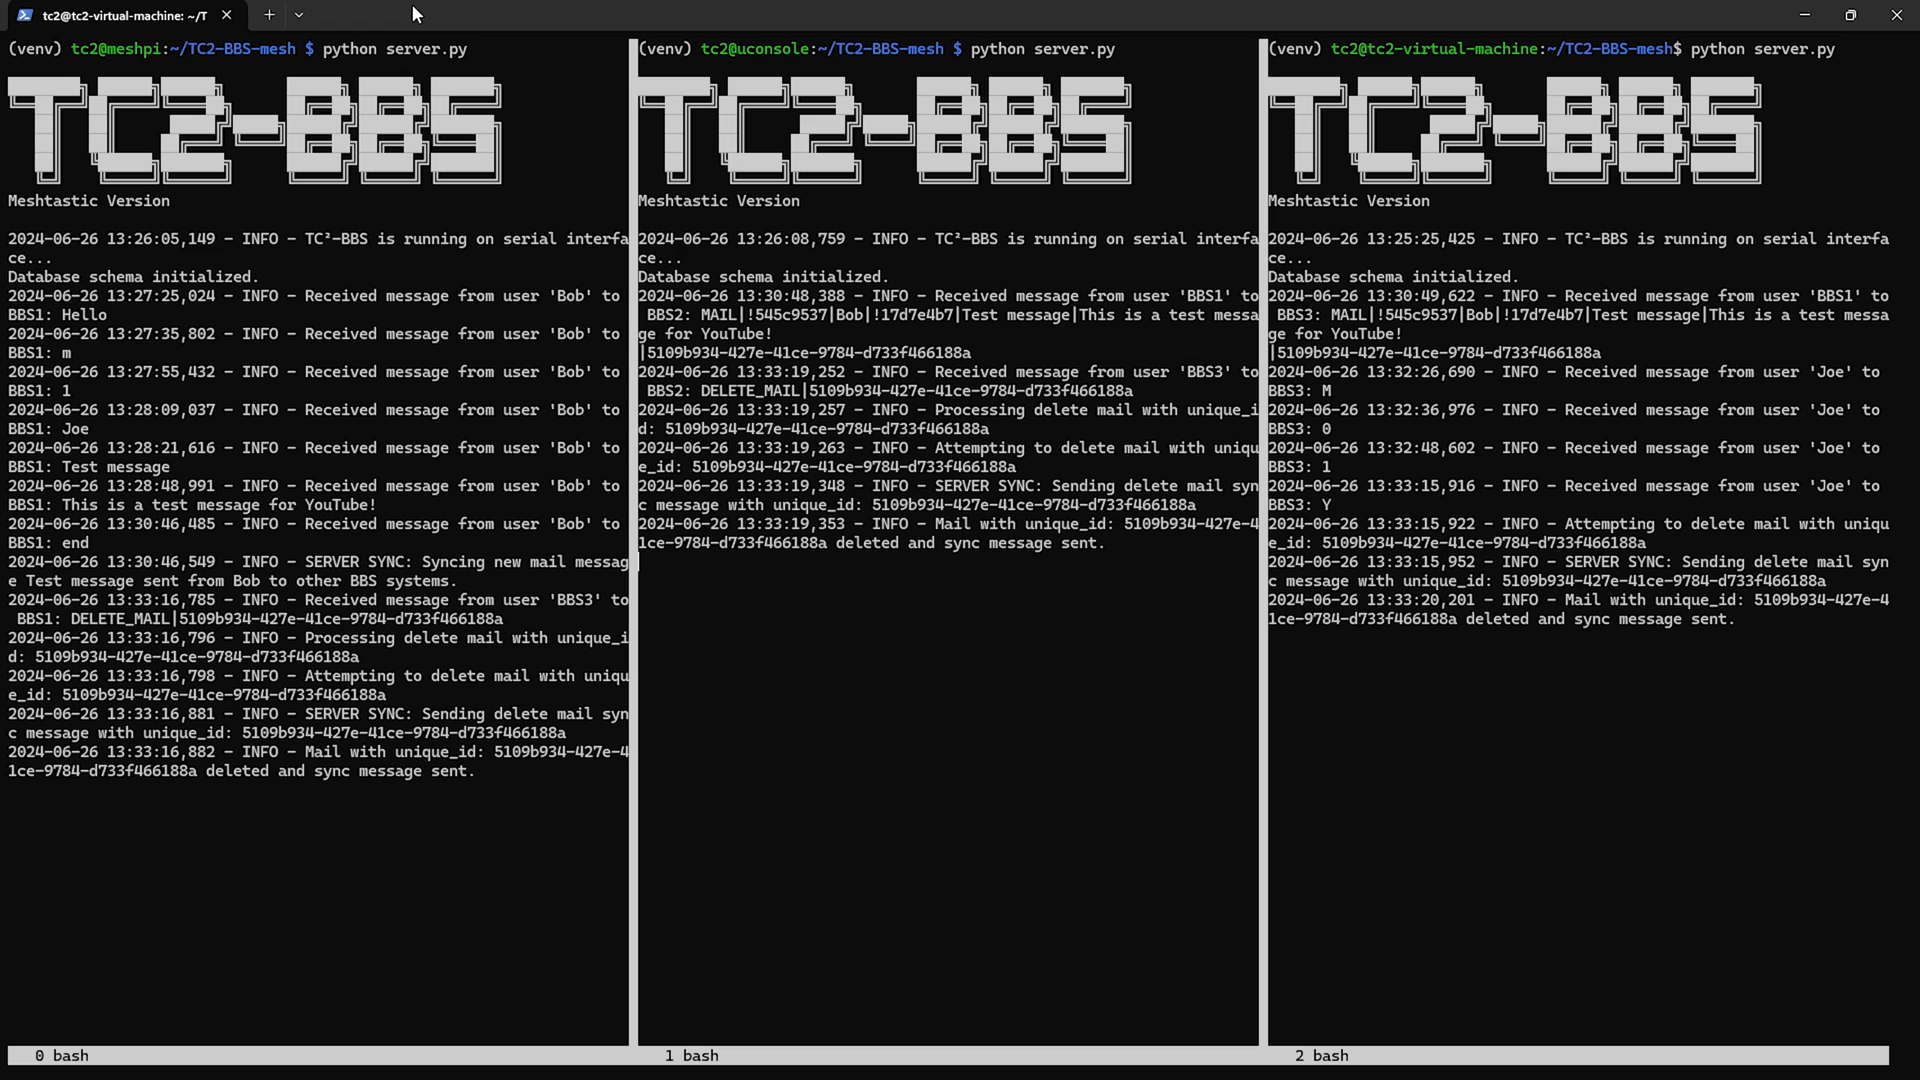 tc2@tc2-virtual-machine: ~/T
(venv) tc2@meshpi:~/TC2-BBS-mesh $ python server.py
TC2-BBS
Meshtastic Version
2024-06-26 13:26:05,149 - INFO - TC²-BBS is running on serial interfa
ce...
Database schema initialized.
2024-06-26 13:27:25,024 - INFO - Received message from user 'Bob' to
BBS1: Hello
2024-06-26 13:27:35,802 - INFO - Received message from user 'Bob' to
BBS1: m
2024-06-26 13:27:55,432 - INFO - Received message from user 'Bob' to
BBS1: 1
2024-06-26 13:28:09,037 - INFO - Received message from user 'Bob' to
BBS1: Joe
2024-06-26 13:28:21,616 - INFO - Received message from user 'Bob' to
BBS1: Test message
2024-06-26 13:28:48,991 - INFO - Received message from user 'Bob' to
BBS1: This is a test message for YouTube!
2024-06-26 13:30:46,485 - INFO - Received message from user 'Bob' to
BBS1: end
2024-06-26 13:30:46,549 - INFO - SERVER SYNC: Syncing new mail messag
e Test message sent from Bob to other BBS systems.
2024-06-26 13:33:16,785 - INFO - Received message from user 'BBS3' to
BBS1: DELETE_MAIL|5109b934-427e-41ce-9784-d733f466188a
2024-06-26 13:33:16,796 - INFO - Processing delete mail with unique_i
d: 5109b934-427e-41ce-9784-d733f466188a
2024-06-26 13:33:16,798 - INFO - Attempting to delete mail with uniqu
e_id: 5109b934-427e-41ce-9784-d733f466188a
2024-06-26 13:33:16,881 - INFO - SERVER SYNC: Sending delete mail syn
c message with unique_id: 5109b934-427e-41ce-9784-d733f466188a
2024-06-26 13:33:16,882 - INFO - Mail with unique_id: 5109b934-427e-4
1ce-9784-d733f466188a deleted and sync message sent.
(venv) tc2@uconsole:~/TC2-BBS-mesh $ python server.py
TC2-BBS
Meshtastic Version
2024-06-26 13:26:08,759 - INFO - TC²-BBS is running on serial interfa
ce...
Database schema initialized.
2024-06-26 13:30:48,388 - INFO - Received message from user 'BBS1' to
BBS2: MAIL|!545c9537|Bob|!17d7e4b7|Test message|This is a test messa
ge for YouTube!
|5109b934-427e-41ce-9784-d733f466188a
2024-06-26 13:33:19,252 - INFO - Received message from user 'BBS3' to
BBS2: DELETE_MAIL|5109b934-427e-41ce-9784-d733f466188a
2024-06-26 13:33:19,257 - INFO - Processing delete mail with unique_i
d: 5109b934-427e-41ce-9784-d733f466188a
2024-06-26 13:33:19,263 - INFO - Attempting to delete mail with uniqu
e_id: 5109b934-427e-41ce-9784-d733f466188a
2024-06-26 13:33:19,348 - INFO - SERVER SYNC: Sending delete mail syn
c message with unique_id: 5109b934-427e-41ce-9784-d733f466188a
2024-06-26 13:33:19,353 - INFO - Mail with unique_id: 5109b934-427e-4
1ce-9784-d733f466188a deleted and sync message sent.
(venv) tc2@tc2-virtual-machine:~/TC2-BBS-mesh$ python server.py
TC2-BBS
Meshtastic Version
2024-06-26 13:25:25,425 - INFO - TC²-BBS is running on serial interfa
ce...
Database schema initialized.
2024-06-26 13:30:49,622 - INFO - Received message from user 'BBS1' to
BBS3: MAIL|!545c9537|Bob|!17d7e4b7|Test message|This is a test messa
ge for YouTube!
|5109b934-427e-41ce-9784-d733f466188a
2024-06-26 13:32:26,690 - INFO - Received message from user 'Joe' to
BBS3: M
2024-06-26 13:32:36,976 - INFO - Received message from user 'Joe' to
BBS3: 0
2024-06-26 13:32:48,602 - INFO - Received message from user 'Joe' to
BBS3: 1
2024-06-26 13:33:15,916 - INFO - Received message from user 'Joe' to
BBS3: Y
2024-06-26 13:33:15,922 - INFO - Attempting to delete mail with uniqu
e_id: 5109b934-427e-41ce-9784-d733f466188a
2024-06-26 13:33:15,952 - INFO - SERVER SYNC: Sending delete mail syn
c message with unique_id: 5109b934-427e-41ce-9784-d733f466188a
2024-06-26 13:33:20,201 - INFO - Mail with unique_id: 5109b934-427e-4
1ce-9784-d733f466188a deleted and sync message sent.
0 bash
1 bash
2 bash